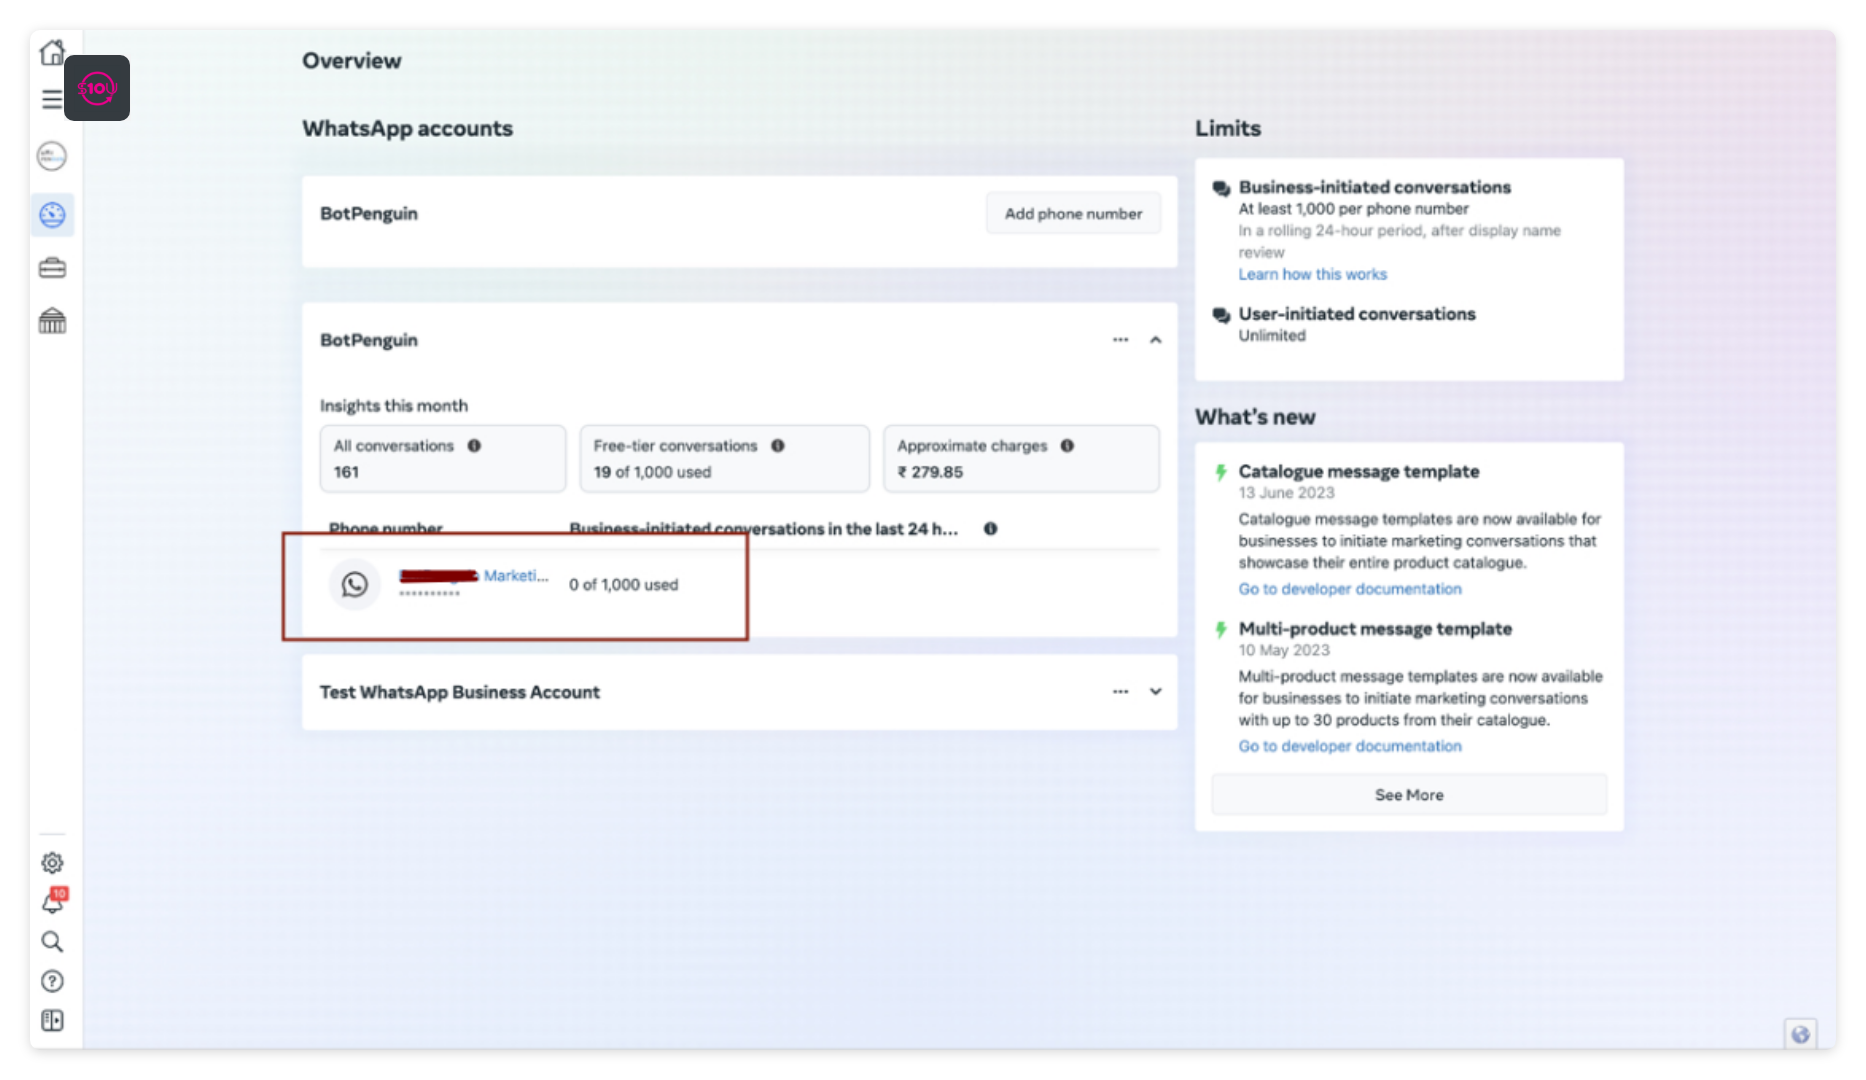 $10U
Overview
WhatsApp accounts
BotPenguin
Add phone number
BotPenguin
Insights this month
All conversations
161
Free-tier conversations
19 of 1,000 used
Approximate charges
₹ 279.85
Phone number
Business-initiated conversations in the last 24 h...
Marketi...
0 of 1,000 used
Test WhatsApp Business Account
Limits
Business-initiated conversations
At least 1,000 per phone number
In a rolling 24-hour period, after display name
review
Learn how this works
User-initiated conversations
Unlimited
What's new
Catalogue message template
13 June 2023
Catalogue message templates are now available for
businesses to initiate marketing conversations that
showcase their entire product catalogue.
Go to developer documentation
Multi-product message template
10 May 2023
Multi-product message templates are now available
for businesses to initiate marketing conversations
with up to 30 products from their catalogue.
Go to developer documentation
See More
10